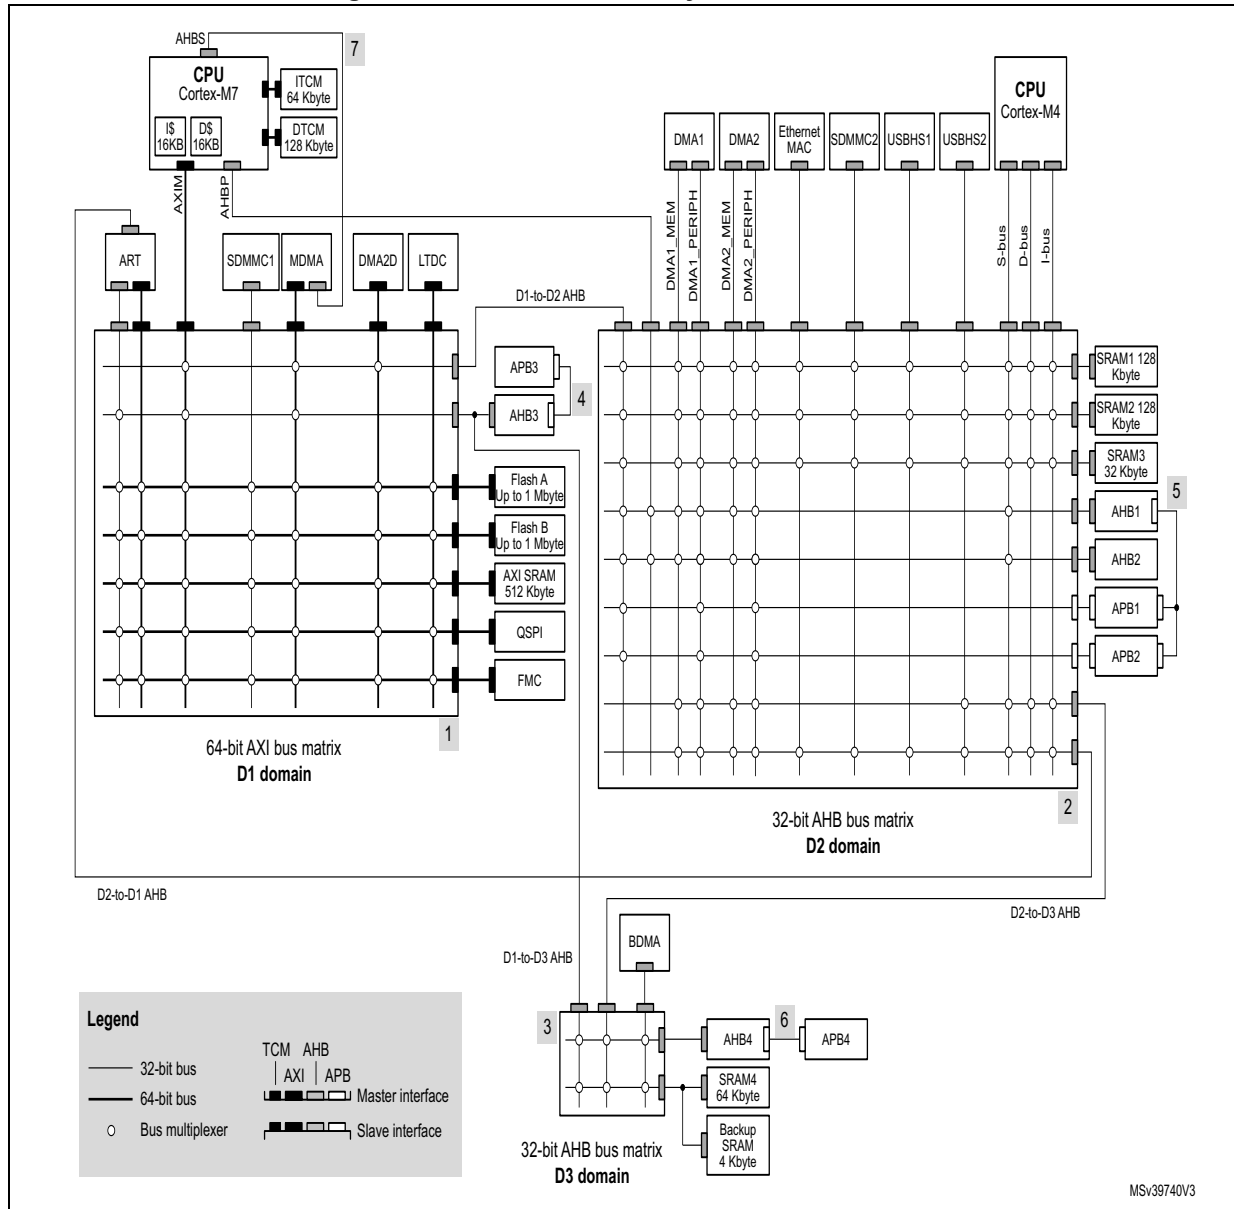 AHBS
7
CPU
Cortex-M7
ITCM
64 Kbyte
I$
16KB
D$
16KB
DTCM
128 Kbyte
AXIM
AHBP
CPU
Cortex-M4
DMA1
DMA2
Ethernet
MAC
SDMMC2
USBHS1
USBHS2
DMA1_MEM
DMA1_PERIPH
DMA2_MEM
DMA2_PERIPH
S-bus
D-bus
I-bus
ART
SDMMC1
MDMA
DMA2D
LTDC
D1-to-D2 AHB
APB3
4
AHB3
Flash A
Up to 1 Mbyte
Flash B
Up to 1 Mbyte
AXI SRAM
512 Kbyte
QSPI
FMC
1
64-bit AXI bus matrix
D1 domain
SRAM1 128
Kbyte
SRAM2 128
Kbyte
SRAM3
32 Kbyte
5
AHB1
AHB2
APB1
APB2
2
32-bit AHB bus matrix
D2 domain
D2-to-D1 AHB
D2-to-D3 AHB
D1-to-D3 AHB
BDMA
3
AHB4
6
APB4
SRAM4
64 Kbyte
Backup
SRAM
4 Kbyte
32-bit AHB bus matrix
D3 domain
Legend
32-bit bus
64-bit bus
Bus multiplexer
TCM AHB
AXI APB
Master interface
Slave interface
MSv39740V3